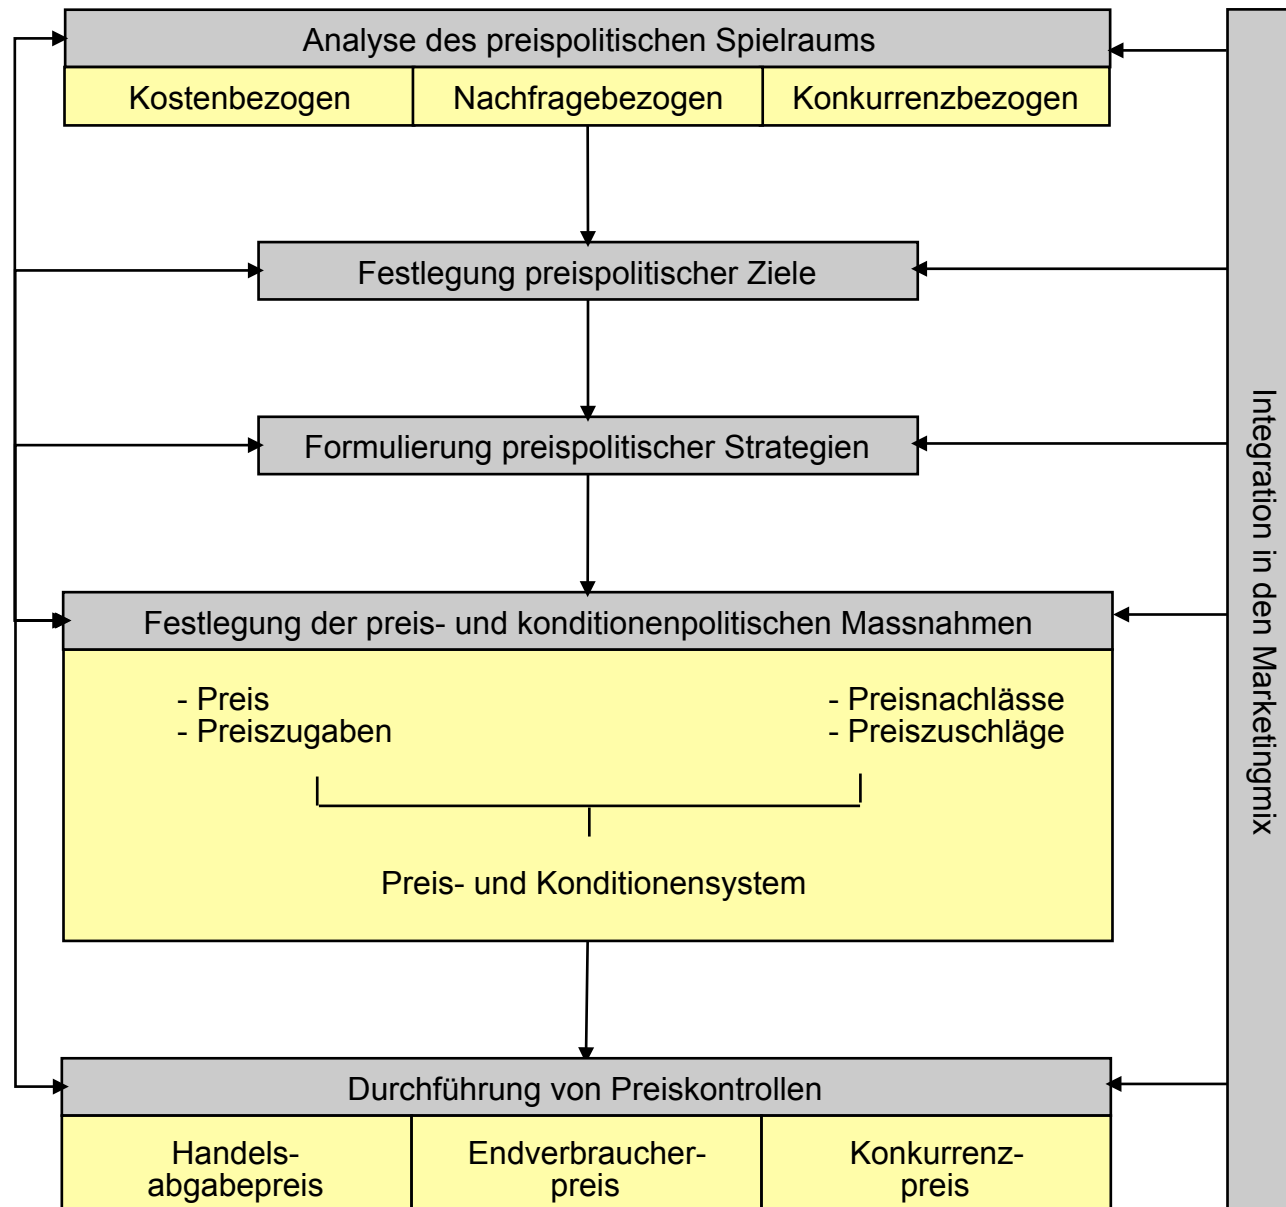 Analyse des preispolitischen Spielraums
Kostenbezogen
Nachfragebezogen
Konkurrenzbezogen
Festlegung preispolitischer Ziele
Formulierung preispolitischer Strategien
Festlegung der preis- und konditionenpolitischen Massnahmen
- Preis
- Preiszugaben
- Preisnachlässe
- Preiszuschläge
Preis- und Konditionensystem
Durchführung von Preiskontrollen
Handels-
abgabepreis
Endverbraucher-
preis
Konkurrenz-
preis
Integration in den Marketingmix